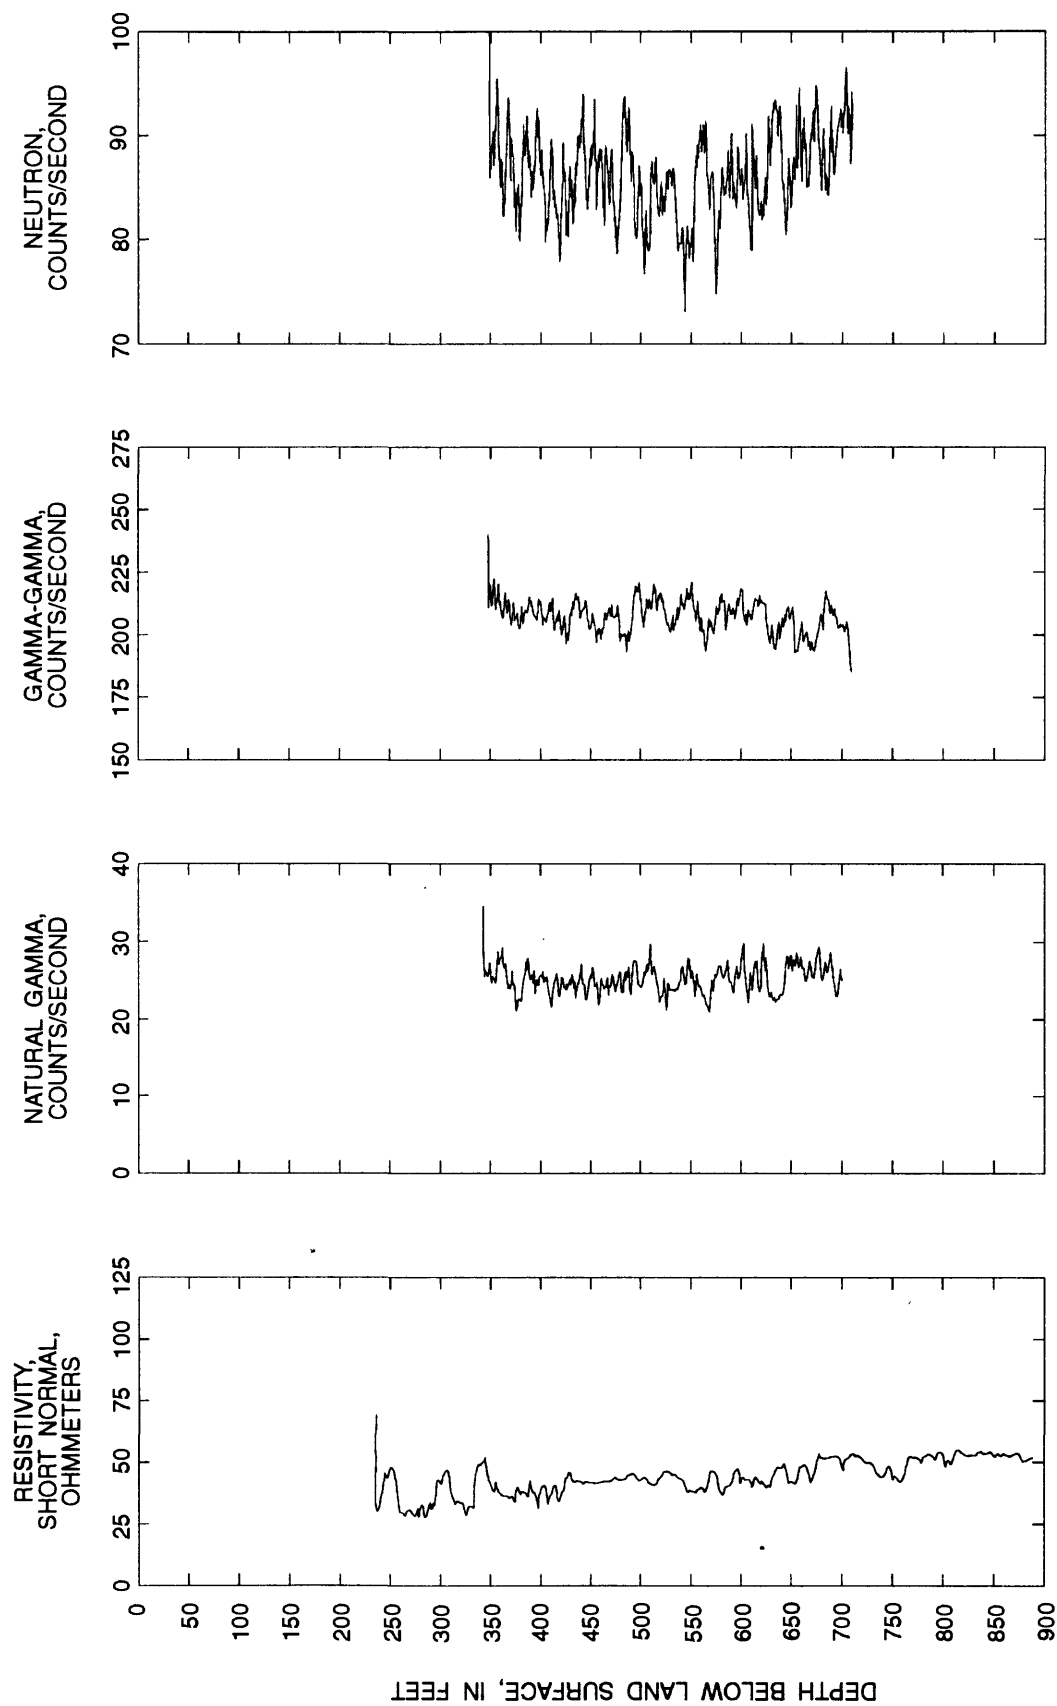 NEUTRON,
COUNTS/SECOND
70 80 90 100
GAMMA-GAMMA,
COUNTS/SECOND
150 175 200 225 250 275
NATURAL GAMMA,
COUNTS/SECOND
0 10 20 30 40
RESISTIVITY,
SHORT NORMAL,
OHMMETERS
0 25 50 75 100 125
0
50
100
150
200
250
300
350
400
450
500
550
600
650
700
750
800
850
900
DEPTH BELOW LAND SURFACE, IN FEET